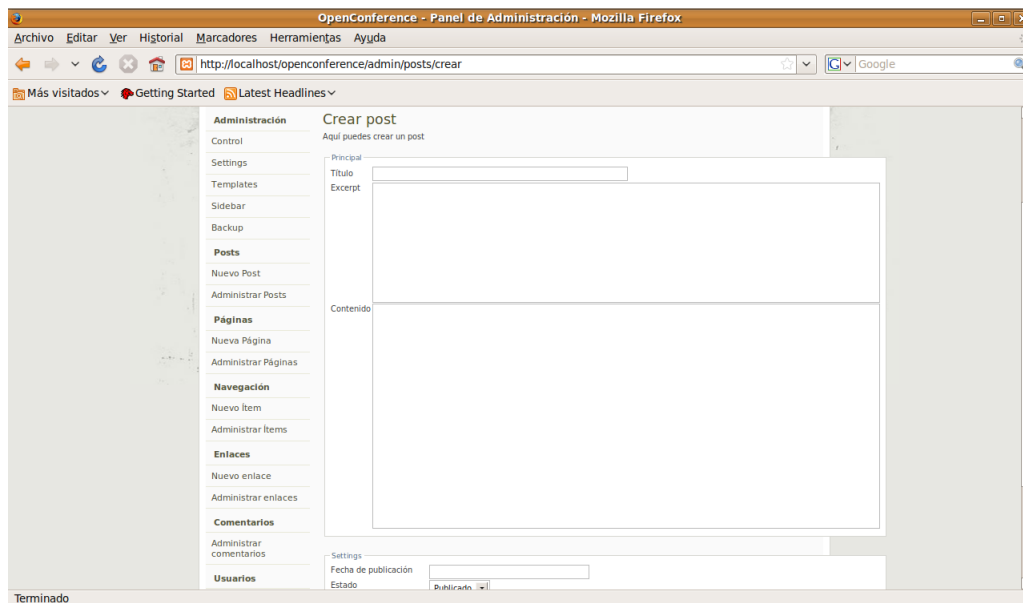 OpenConference - Panel de Administración - Mozilla Firefox
Archivo Editar Ver Historial Marcadores Herramientas Ayuda
http://localhost/openconference/admin/posts/crear
G Google
Más visitados Getting Started Latest Headlines
Administración
Control
Settings
Templates
Sidebar
Backup
Posts
Nuevo Post
Administrar Posts
Páginas
Nueva Página
Administrar Páginas
Navegación
Nuevo Ítem
Administrar Ítems
Enlaces
Nuevo enlace
Administrar enlaces
Comentarios
Administrar
comentarios
Usuarios
Crear post
Aquí puedes crear un post
Principal
Título
Excerpt
Contenido
Settings
Fecha de publicación
Estado Publicado
Terminado